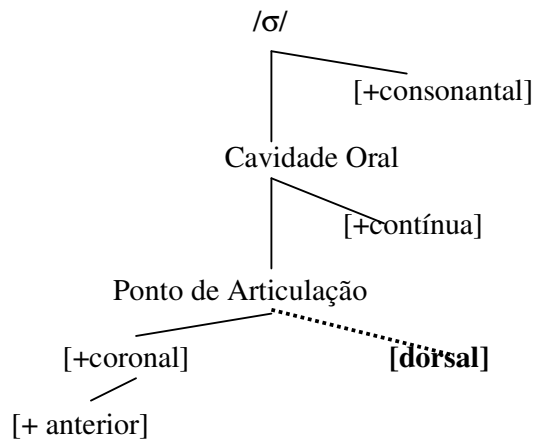 /σ/
[+consonantal]
Cavidade Oral
[+contínua]
Ponto de Articulação
[+coronal] [dorsal]
[+ anterior]